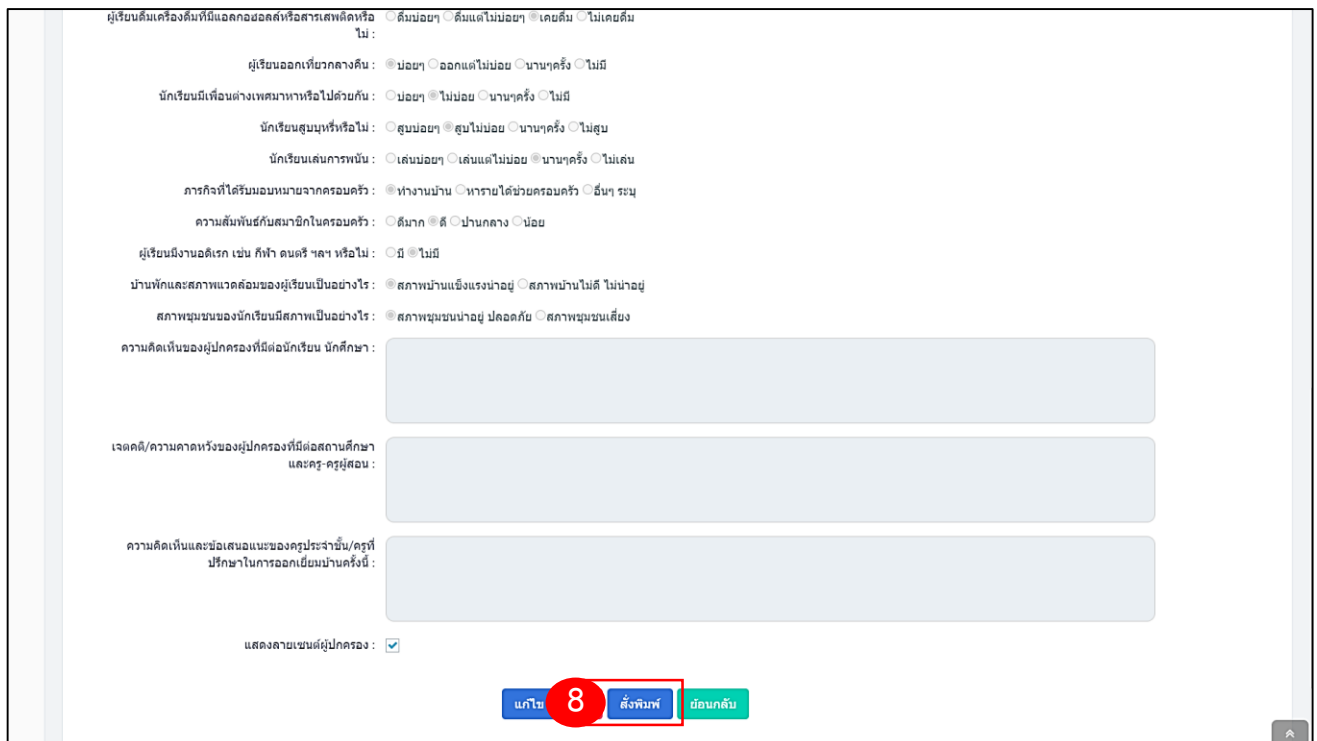 ผู้เรียนดื่มเครื่องดื่มที่มีแอลกอฮอลล์หรือสารเสพติดหรือ ดื่มบ่อยๆ ดื่มแต่ไม่บ่อยๆ เคยดื่ม ไม่เคยดื่ม
ไม่ :
ผู้เรียนออกเที่ยวกลางคืน : บ่อยๆ ออกแต่ไม่บ่อย นานๆครั้ง ไม่มี
นักเรียนมีเพื่อนต่างเพศมาหาหรือไปด้วยกัน : บ่อยๆ ไม่บ่อย นานๆครั้ง ไม่มี
นักเรียนสูบบุหรี่หรือไม่ : สูบบ่อยๆ สูบไม่บ่อย นานๆครั้ง ไม่สูบ
นักเรียนเล่นการพนัน : เล่นบ่อยๆ เล่นแต่ไม่บ่อย นานๆครั้ง ไม่เล่น
ภารกิจที่ได้รับมอบหมายจากครอบครัว : ทำงานบ้าน หารายได้ช่วยครอบครัว อื่นๆ ระบุ
ความสัมพันธ์กับสมาชิกในครอบครัว : ดีมาก ดี ปานกลาง น้อย
ผู้เรียนมีงานอดิเรก เช่น กีฬา ดนตรี ฯลฯ หรือไม่ : มี ไม่มี
บ้านพักและสภาพแวดล้อมของผู้เรียนเป็นอย่างไร : สภาพบ้านแข็งแรงน่าอยู่ สภาพบ้านไม่ดี ไม่น่าอยู่
สภาพชุมชนของนักเรียนมีสภาพเป็นอย่างไร : สภาพชุมชนน่าอยู่ ปลอดภัย สภาพชุมชนเสี่ยง
ความคิดเห็นของผู้ปกครองที่มีต่อนักเรียน นักศึกษา :
เจตคติ/ความคาดหวังของผู้ปกครองที่มีต่อสถานศึกษา
และครู-ครูผู้สอน :
ความคิดเห็นและข้อเสนอแนะของครูประจำชั้น/ครูที่
ปรึกษาในการออกเยี่ยมบ้านครั้งนี้ :
แสดงลายเซนต์ผู้ปกครอง :
แก้ไข 8 สั่งพิมพ์ ย้อนกลับ